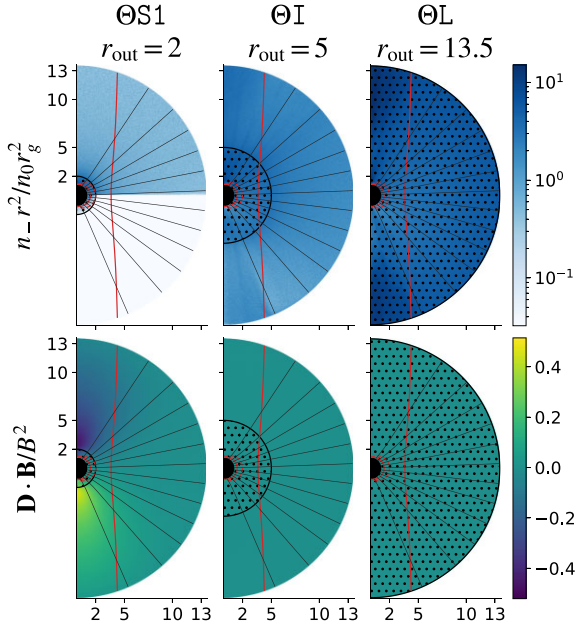 ΘS1 ΘI ΘL
r_out = 2 r_out = 5 r_out = 13.5
13 10 5 2
n_− r²/n₀r_g²
10¹
10⁰
10⁻¹
13 10 5 2
D · B/B²
0.4
0.2
0.0
−0.2
−0.4
2 5 10 13 2 5 10 13 2 5 10 13